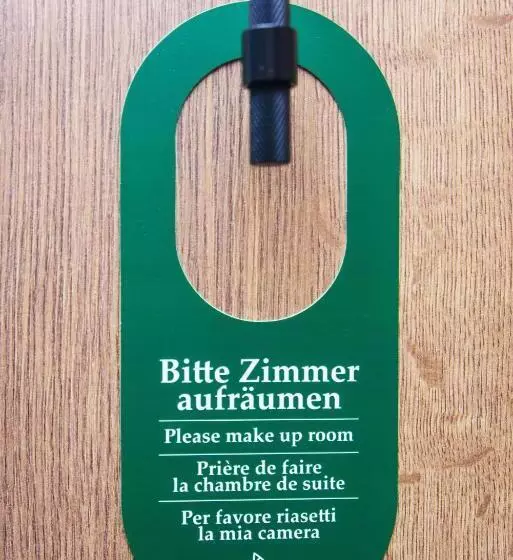 Bitte Zimmer
aufräumen
Please make up room
Prière de faire
la chambre de suite
Per favore riasetti
la mia camera